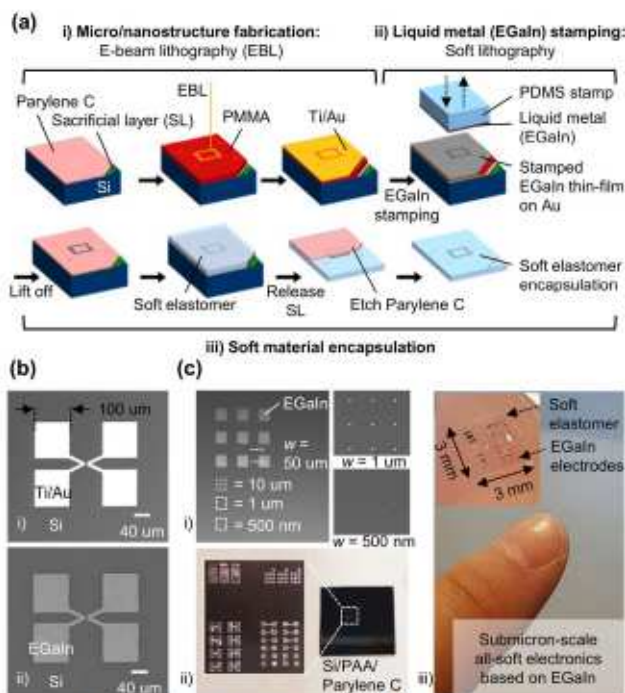 (a)
i) Micro/nanostructure fabrication:
E-beam lithography (EBL)
ii) Liquid metal (EGaIn) stamping:
Soft lithography
Parylene C
Sacrificial layer (SL)
EBL
PMMA
Ti/Au
PDMS stamp
Liquid metal (EGaIn)
Si
EGaIn
stamping
Stamped
EGaIn thin-film
on Au
Lift off
Soft elastomer
Release
SL
Etch Parylene C
Soft elastomer
encapsulation
iii) Soft material encapsulation
(b)
100 um
Ti/Au
i)
Si
40 um
EGaIn
ii)
Si
40 um
(c)
EGaIn
w =
50 um
= 10 um
= 1 um
= 500 nm
i)
w = 1 um
w = 500 nm
ii)
Si/PAA/
Parylene C
Soft
elastomer
EGaIn
electrodes
3 mm
3 mm
iii)
Submicron-scale
all-soft electronics
based on EGaIn